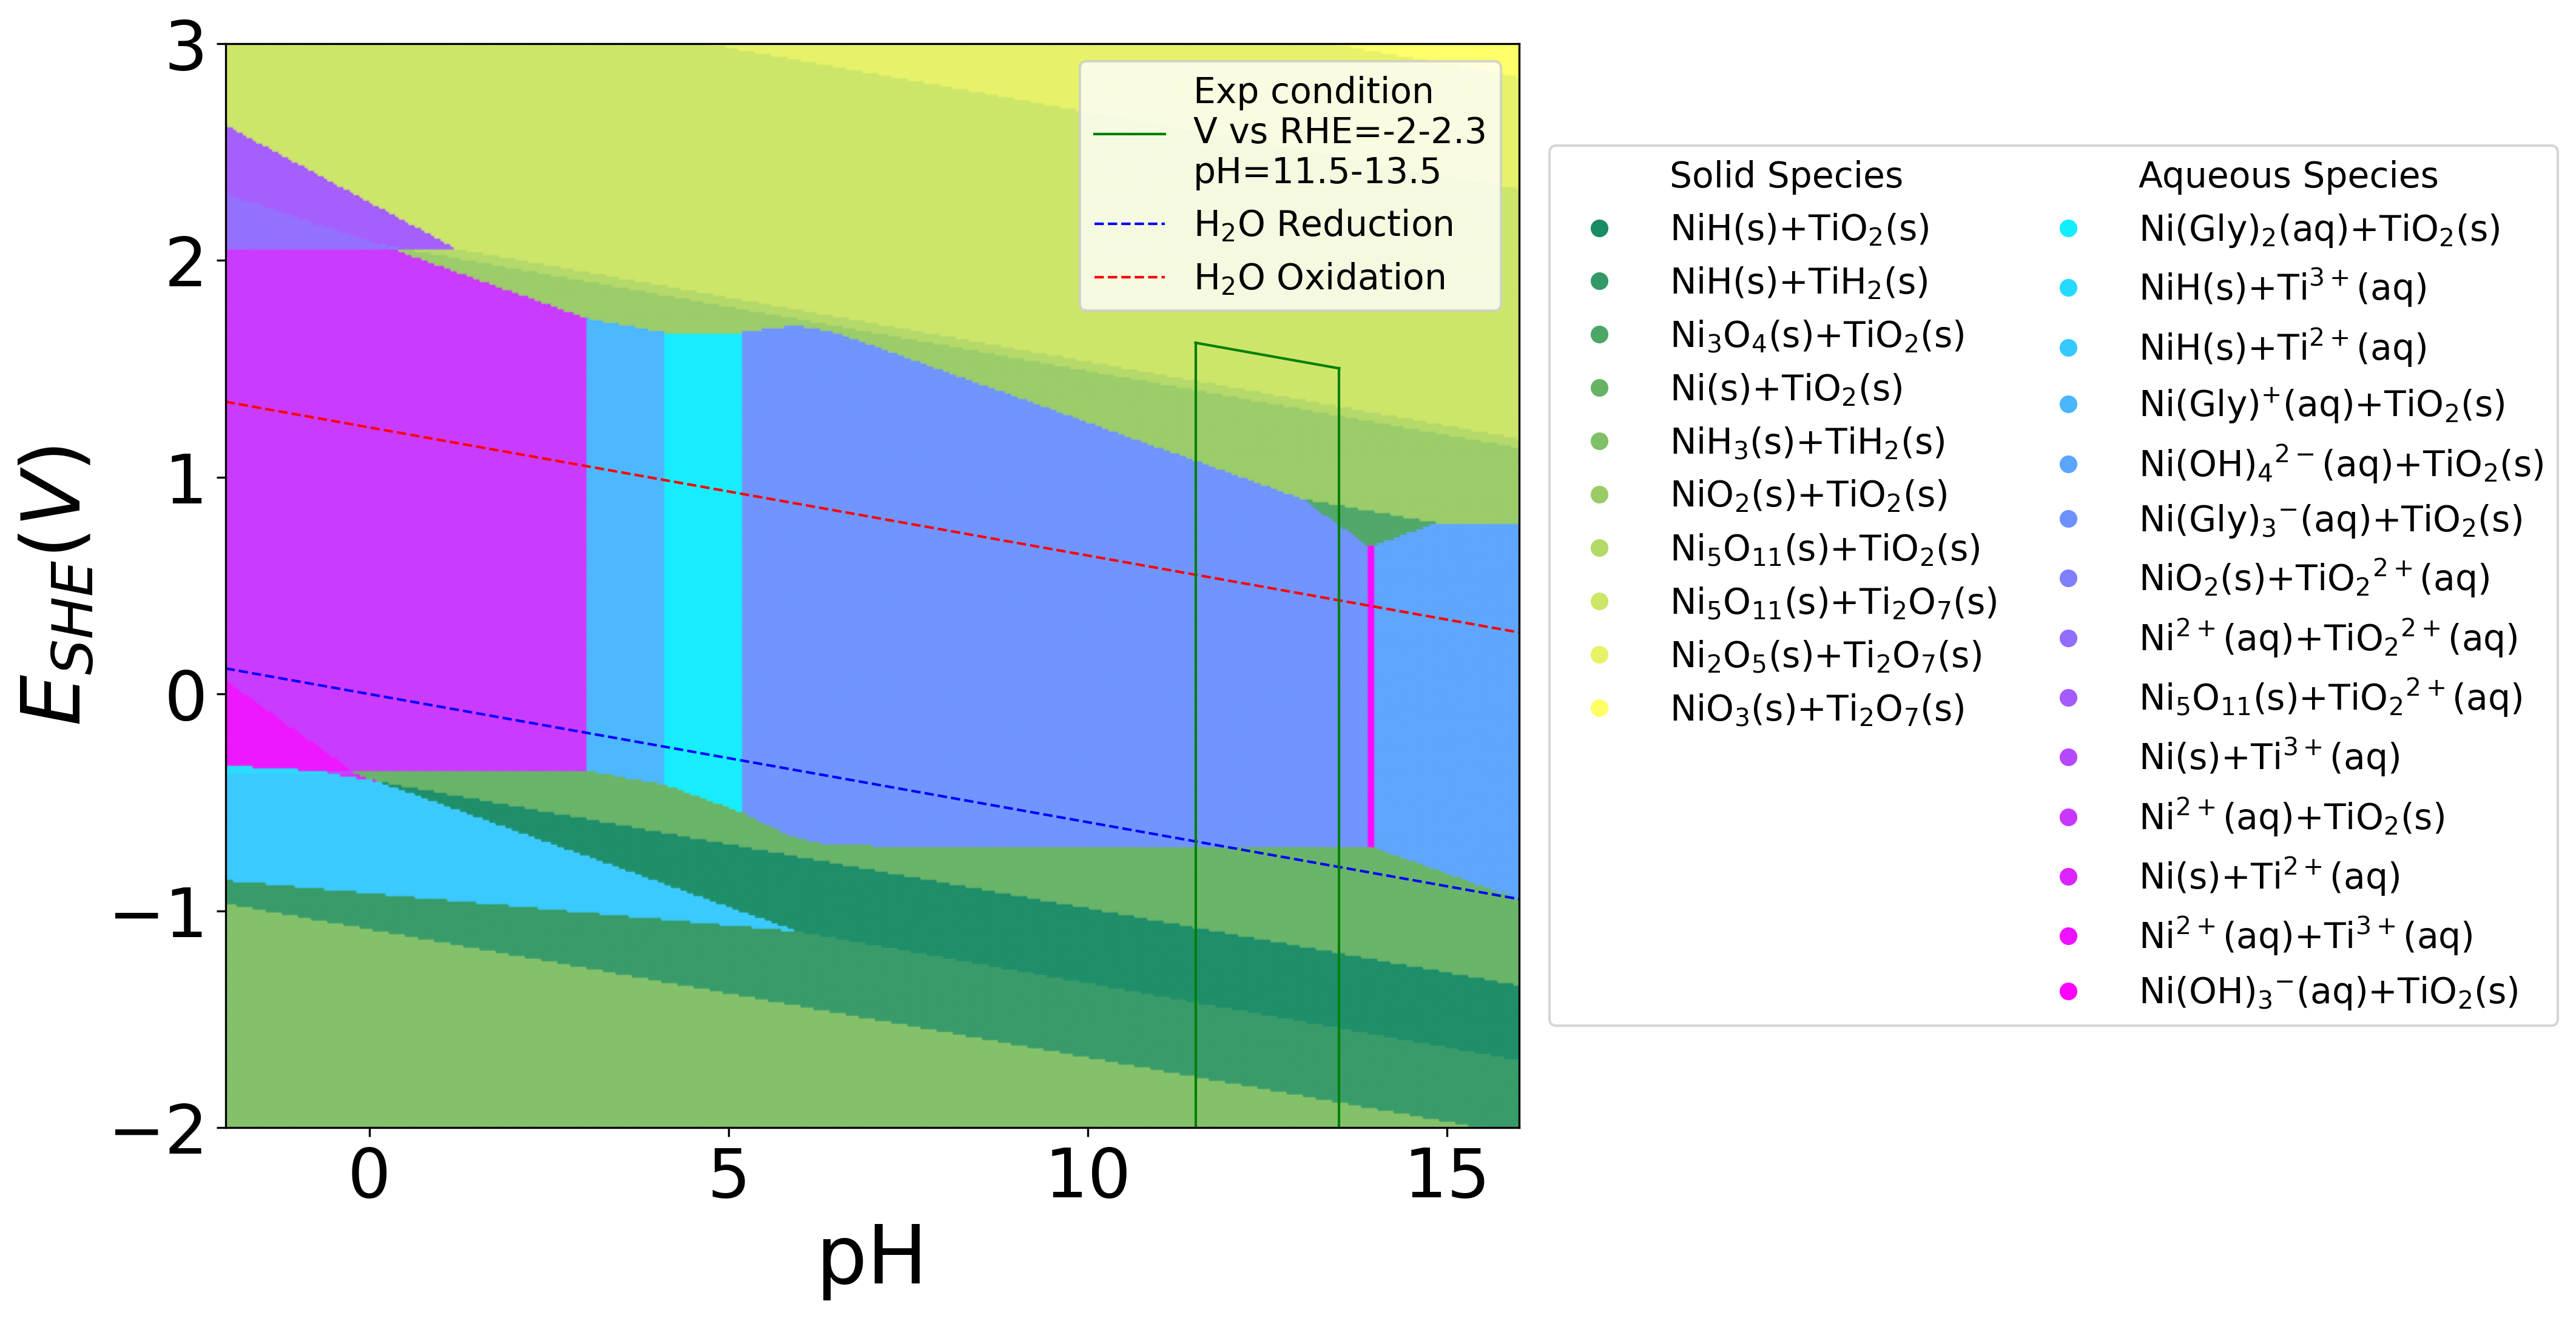 3
2
1
0
−1
−2
E_SHE(V)
0
5
10
15
pH
Exp condition
V vs RHE=-2-2.3
pH=11.5-13.5
H₂O Reduction
H₂O Oxidation
Solid Species
NiH(s)+TiO₂(s)
NiH(s)+TiH₂(s)
Ni₃O₄(s)+TiO₂(s)
Ni(s)+TiO₂(s)
NiH₃(s)+TiH₂(s)
NiO₂(s)+TiO₂(s)
Ni₅O₁₁(s)+TiO₂(s)
Ni₅O₁₁(s)+Ti₂O₇(s)
Ni₂O₅(s)+Ti₂O₇(s)
NiO₃(s)+Ti₂O₇(s)
Aqueous Species
Ni(Gly)₂(aq)+TiO₂(s)
NiH(s)+Ti³⁺(aq)
NiH(s)+Ti²⁺(aq)
Ni(Gly)⁺(aq)+TiO₂(s)
Ni(OH)₄²⁻(aq)+TiO₂(s)
Ni(Gly)₃⁻(aq)+TiO₂(s)
NiO₂(s)+TiO₂²⁺(aq)
Ni²⁺(aq)+TiO₂²⁺(aq)
Ni₅O₁₁(s)+TiO₂²⁺(aq)
Ni(s)+Ti³⁺(aq)
Ni²⁺(aq)+TiO₂(s)
Ni(s)+Ti²⁺(aq)
Ni²⁺(aq)+Ti³⁺(aq)
Ni(OH)₃⁻(aq)+TiO₂(s)